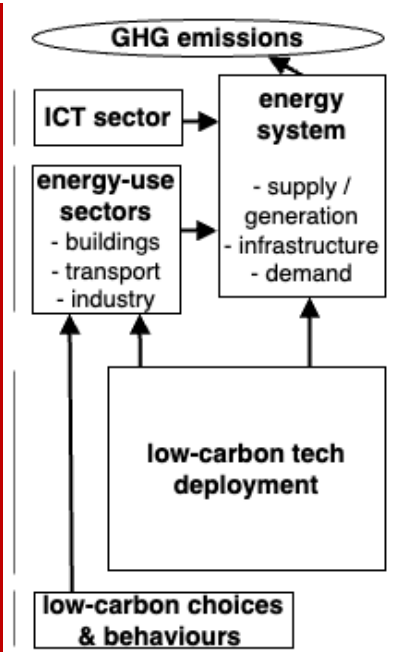 GHG emissions
ICT sector
energy
system
- supply /
generation
- infrastructure
- demand
energy-use
sectors
- buildings
- transport
- industry
low-carbon tech
deployment
low-carbon choices
& behaviours